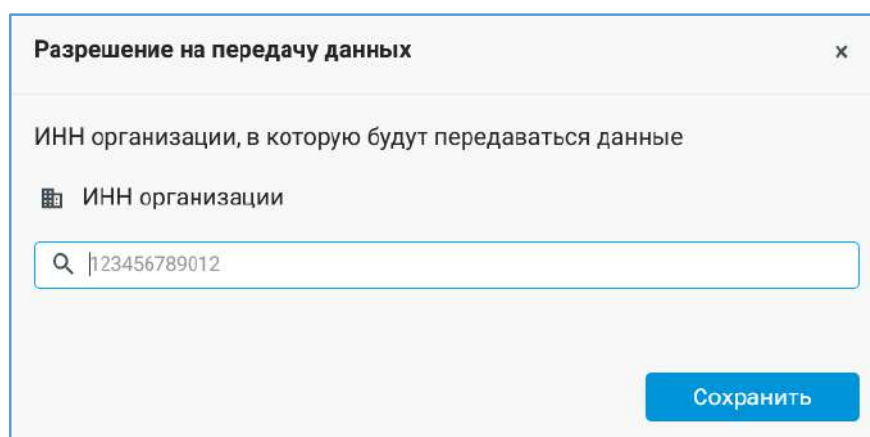 Разрешение на передачу данных
ИНН организации, в которую будут передаваться данные
ИНН организации
123456789012
Сохранить